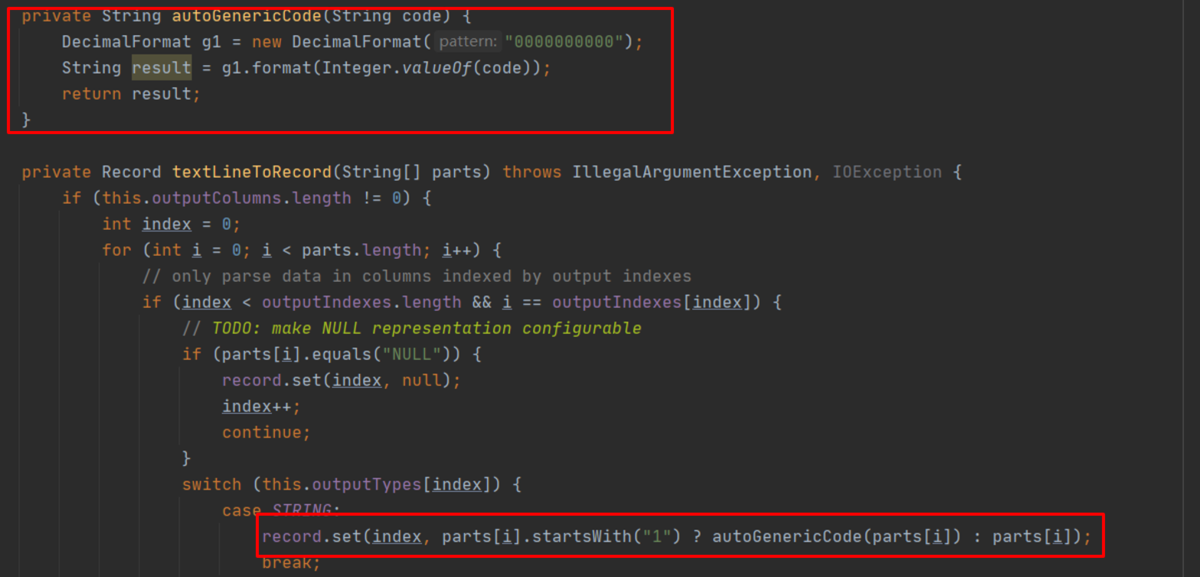 private String autoGenericCode(String code) {
    DecimalFormat g1 = new DecimalFormat( pattern: "0000000000");
    String result = g1.format(Integer.valueOf(code));
    return result;
}
private Record textLineToRecord(String[] parts) throws IllegalArgumentException, IOException {
    if (this.outputColumns.length != 0) {
        int index = 0;
        for (int i = 0; i < parts.length; i++) {
            // only parse data in columns indexed by output indexes
            if (index < outputIndexes.length && i == outputIndexes[index]) {
                // TODO: make NULL representation configurable
                if (parts[i].equals("NULL")) {
                    record.set(index, null);
                    index++;
                    continue;
                }
                switch (this.outputTypes[index]) {
                    case STRING:
                        record.set(index, parts[i].startsWith("1") ? autoGenericCode(parts[i]) : parts[i]);
                        break;